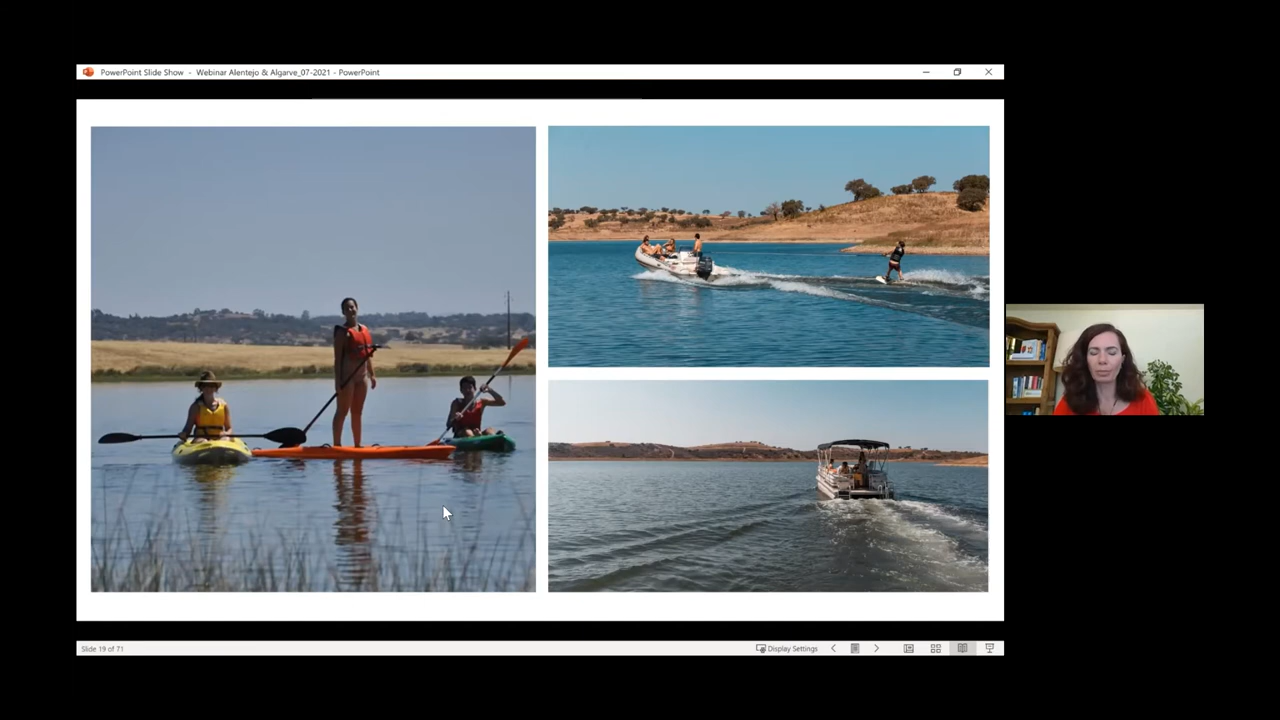 PowerPoint Slide Show - Webinar Alentejo & Algarve_07-2021 - PowerPoint
Slide 19 of 71
Display Settings